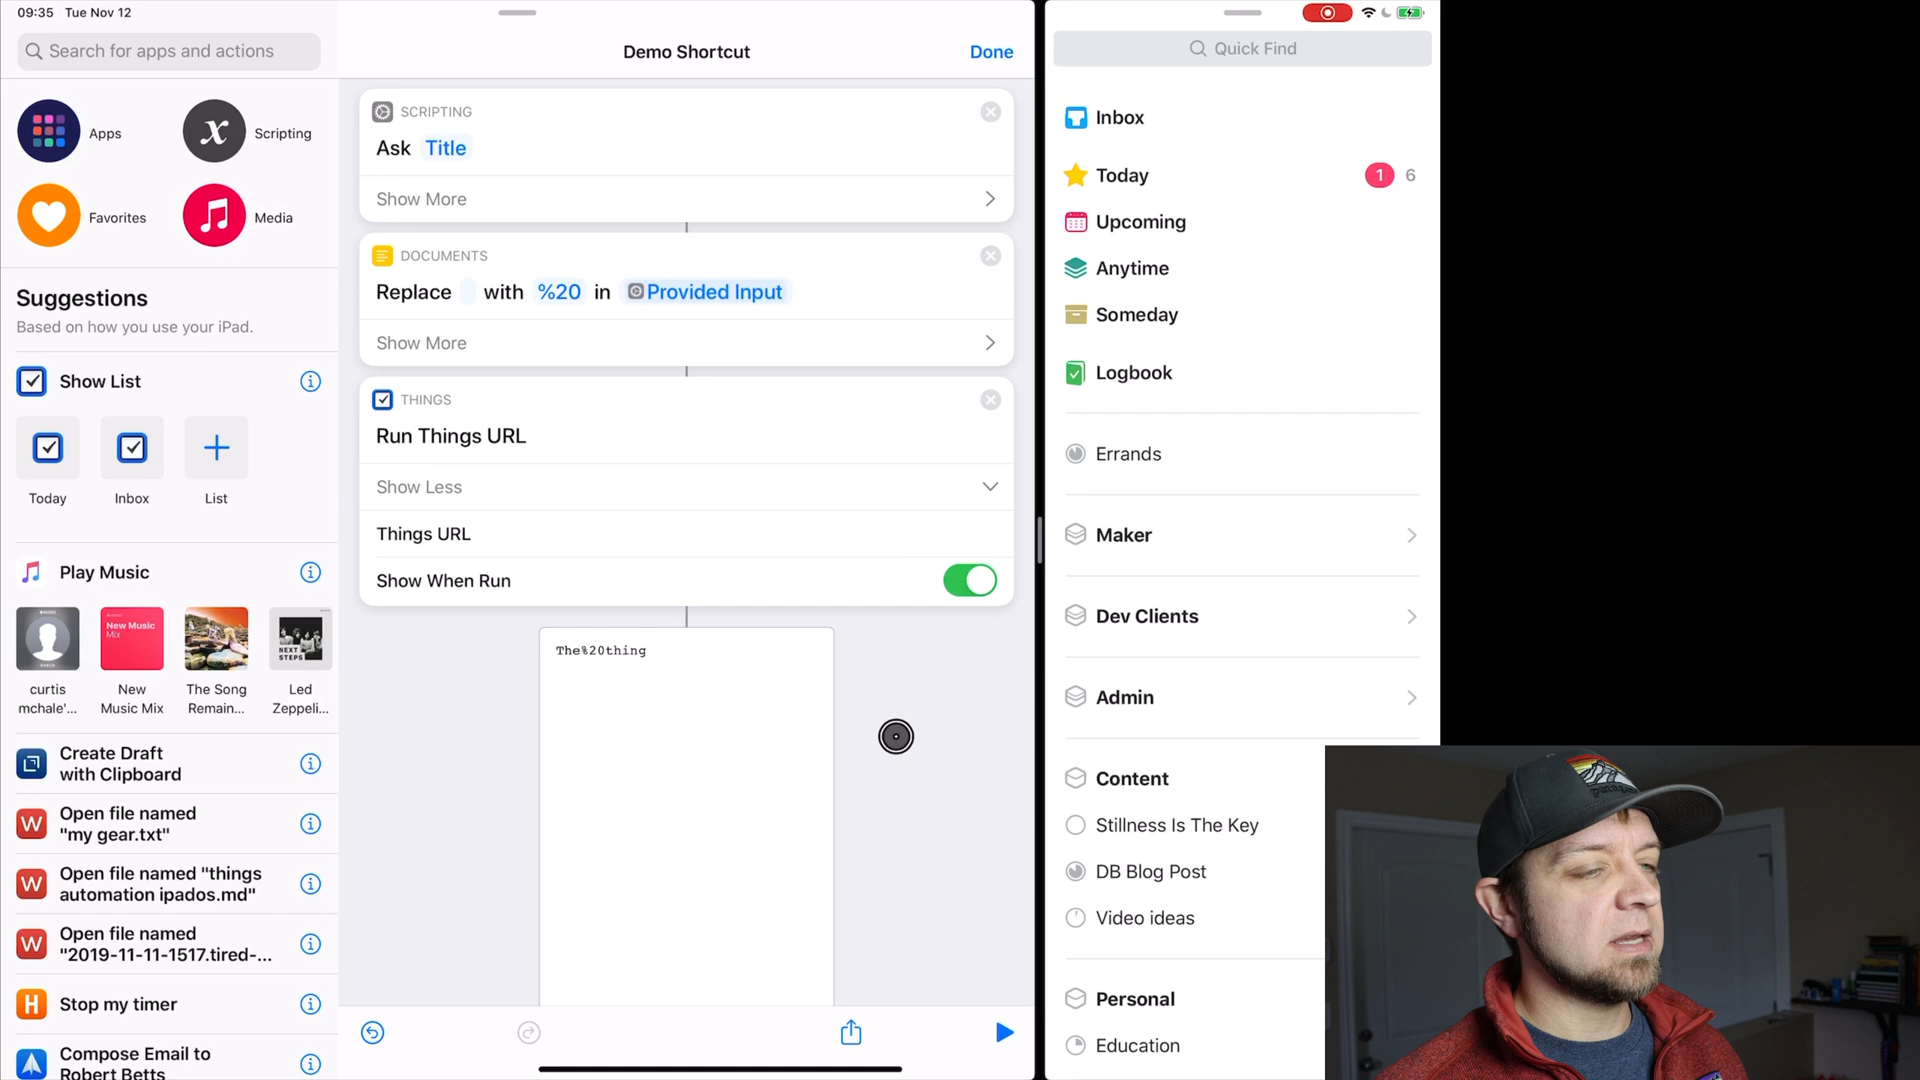 09:35 Tue Nov 12
Search for apps and actions
Apps
Scripting
Favorites
Media
Suggestions
Based on how you use your iPad.
Show List
Today
Inbox
List
Play Music
curtis
mchale'...
New Music
Mix
New
Music Mix
The Song
Remain...
NEXT
STEPS
Led
Zeppeli...
Create Draft
with Clipboard
Open file named
"my gear.txt"
Open file named "things
automation ipados.md"
Open file named
"2019-11-11-1517.tired-...
Stop my timer
Compose Email to
Robert Betts
Demo Shortcut
Done
SCRIPTING
Ask Title
Show More
DOCUMENTS
Replace with %20 in Provided Input
Show More
THINGS
Run Things URL
Show Less
Things URL
Show When Run
The%20thing
Quick Find
Inbox
Today 1 6
Upcoming
Anytime
Someday
Logbook
Errands
Maker
Dev Clients
Admin
Content
Stillness Is The Key
DB Blog Post
Video ideas
Personal
Education